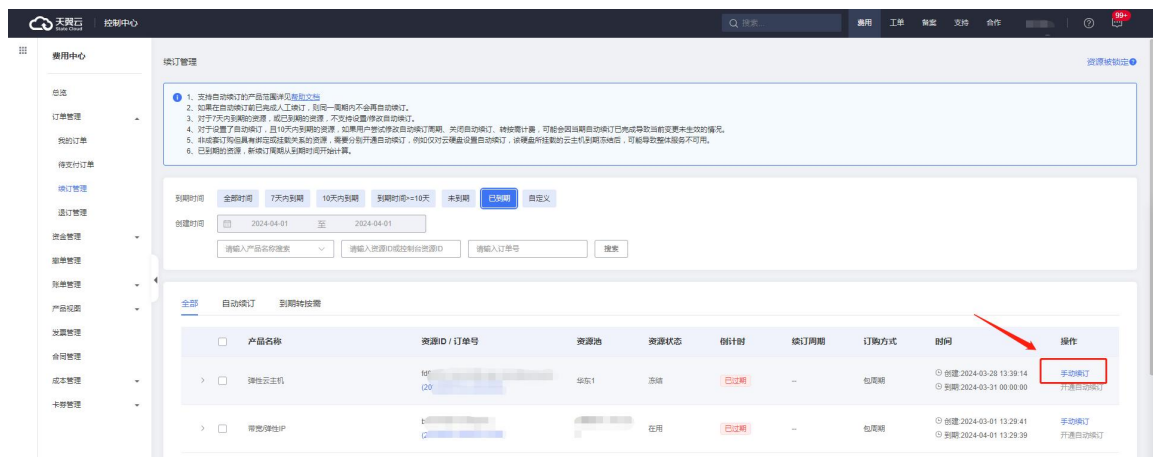 天翼云
State Cloud
控制中心
搜索...
费用
工单
备案
支持
合作
99+
费用中心
总览
订单管理
我的订单
待支付订单
续订管理
退订管理
资金管理
撤单管理
账单管理
产品视图
发票管理
合同管理
成本管理
卡券管理
续订管理
资源被锁定
1、支持自动续订的产品范围详见帮助文档
2、如果在自动续订前已完成人工续订，则同一周期内不会再自动续订。
3、对于7天内到期的资源，或已到期的资源，不支持设置/修改自动续订。
4、对于设置了自动续订，且10天内到期的资源，如果用户尝试修改自动续订周期、关闭自动续订、转按需计费，可能会因当期自动续订已完成导致当前变更未生效的情况。
5、非成套订购但具有绑定或挂载关系的资源，需要分别开通自动续订，例如仅对云硬盘设置自动续订，该硬盘所挂载的云主机到期冻结后，可能导致整体服务不可用。
6、已到期的资源，新续订周期从到期时间开始计算。
到期时间 全部时间 7天内到期 10天内到期 到期时间>=10天 未到期 已到期 自定义
创建时间 2024-04-01 至 2024-04-01
请输入产品名称搜索 请输入资源ID或控制台资源ID 请输入订单号 搜索
全部 自动续订 到期转按需
产品名称 资源ID / 订单号 资源池 资源状态 倒计时 续订周期 订购方式 时间 操作
弹性云主机 华东1 冻结 已过期 -- 包周期
创建:2024-03-28 13:39:14
到期:2024-03-31 00:00:00
手动续订
开通自动续订
(20
带宽/弹性IP 在用 已过期 -- 包周期
创建:2024-03-01 13:29:41
到期:2024-04-01 13:29:39
手动续订
开通自动续订